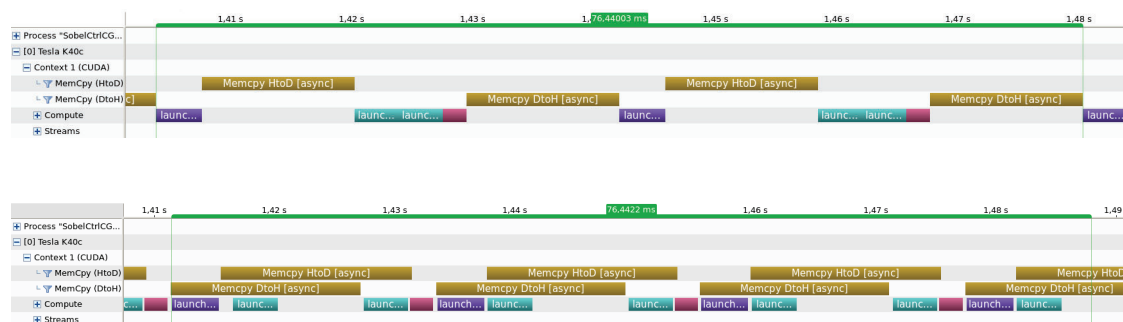 1,41 s 1,42 s 1,43 s 1, 76,44003 ms 1,45 s 1,46 s 1,47 s 1,48 s
Process "SobelCtrlCG...
[0] Tesla K40c
Context 1 (CUDA)
MemCpy (HtoD) Memcpy HtoD [async] Memcpy HtoD [async]
MemCpy (DtoH) c] Memcpy DtoH [async] Memcpy DtoH [async]
Compute launc... launc... launc... launc... launc... launc... launc...
Streams
1,41 s 1,42 s 1,43 s 1,44 s 76,4422 ms 1,46 s 1,47 s 1,48 s 1,49
Process "SobelCtrlCG...
[0] Tesla K40c
Context 1 (CUDA)
MemCpy (HtoD) Memcpy HtoD [async] Memcpy HtoD [async] Memcpy HtoD [async] Memcpy HtoD
MemCpy (DtoH) Memcpy DtoH [async] Memcpy DtoH [async] Memcpy DtoH [async] Memcpy DtoH [async]
Compute c... launch... launc... launc... launch... launc... launc... launch... launc... launc... launch... launc...
Streams